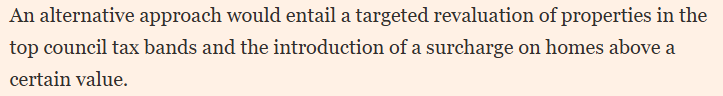 An alternative approach would entail a targeted revaluation of properties in the
top council tax bands and the introduction of a surcharge on homes above a
certain value.